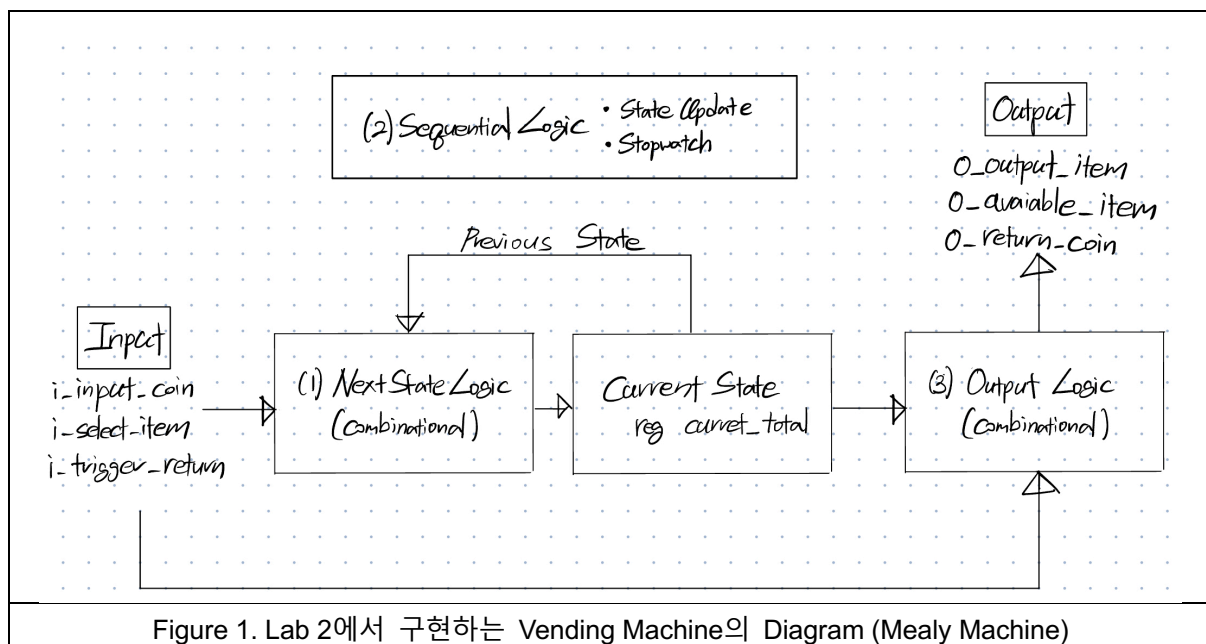 (2) Sequential Logic
• State Update
• Stopwatch
Output
O_output_item
O_avaiable_item
O_return_coin
Previous State
Input
i_input_coin
i_select_item
i_trigger_return
(1) Next State Logic
(Combinational)
Current State
reg curret_total
(3) Output Logic
(Combinational)
Figure 1. Lab 2에서 구현하는 Vending Machine의 Diagram (Mealy Machine)